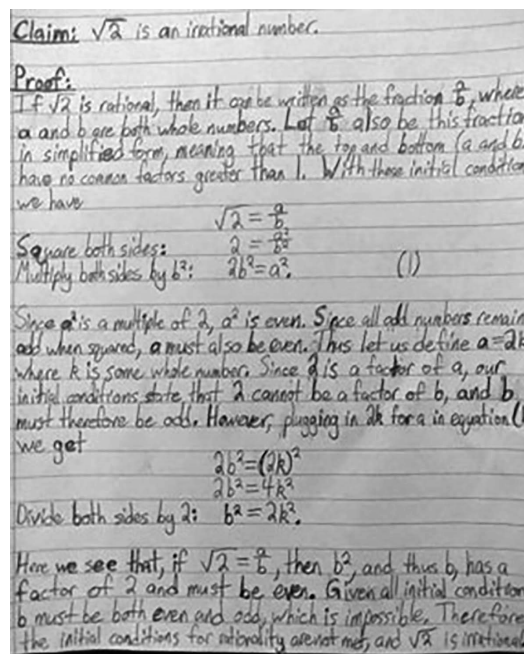 Claim: √2 is an irrational number.
Proof:
If √2 is rational, then it can be written as the fraction a/b, where
a and b are both whole numbers. Let a/b also be this fraction
in simplified form, meaning that the top and bottom (a and b
have no common factors greater than 1. With these initial condition
we have
√2 = a/b
Square both sides: 2 = a²/b²
Multiply both sides by b²: 2b²=a². (1)
Since a² is a multiple of 2, a² is even. Since all odd numbers remain
odd when squared, a must also be even. Thus let us define a=2k
where k is some whole number. Since 2 is a factor of a, our
initial conditions state that 2 cannot be a factor of b, and b
must therefore be odd. However, plugging in 2k for a in equation (1
we get
2b²=(2k)²
2b²=4k²
Divide both sides by 2: b²=2k².
Here we see that, if √2 = a/b, then b², and thus b, has a
factor of 2 and must be even. Given all initial condition
b must be both even and odd, which is impossible. Therefore
the initial conditions for rationality are not met, and √2 is irrational